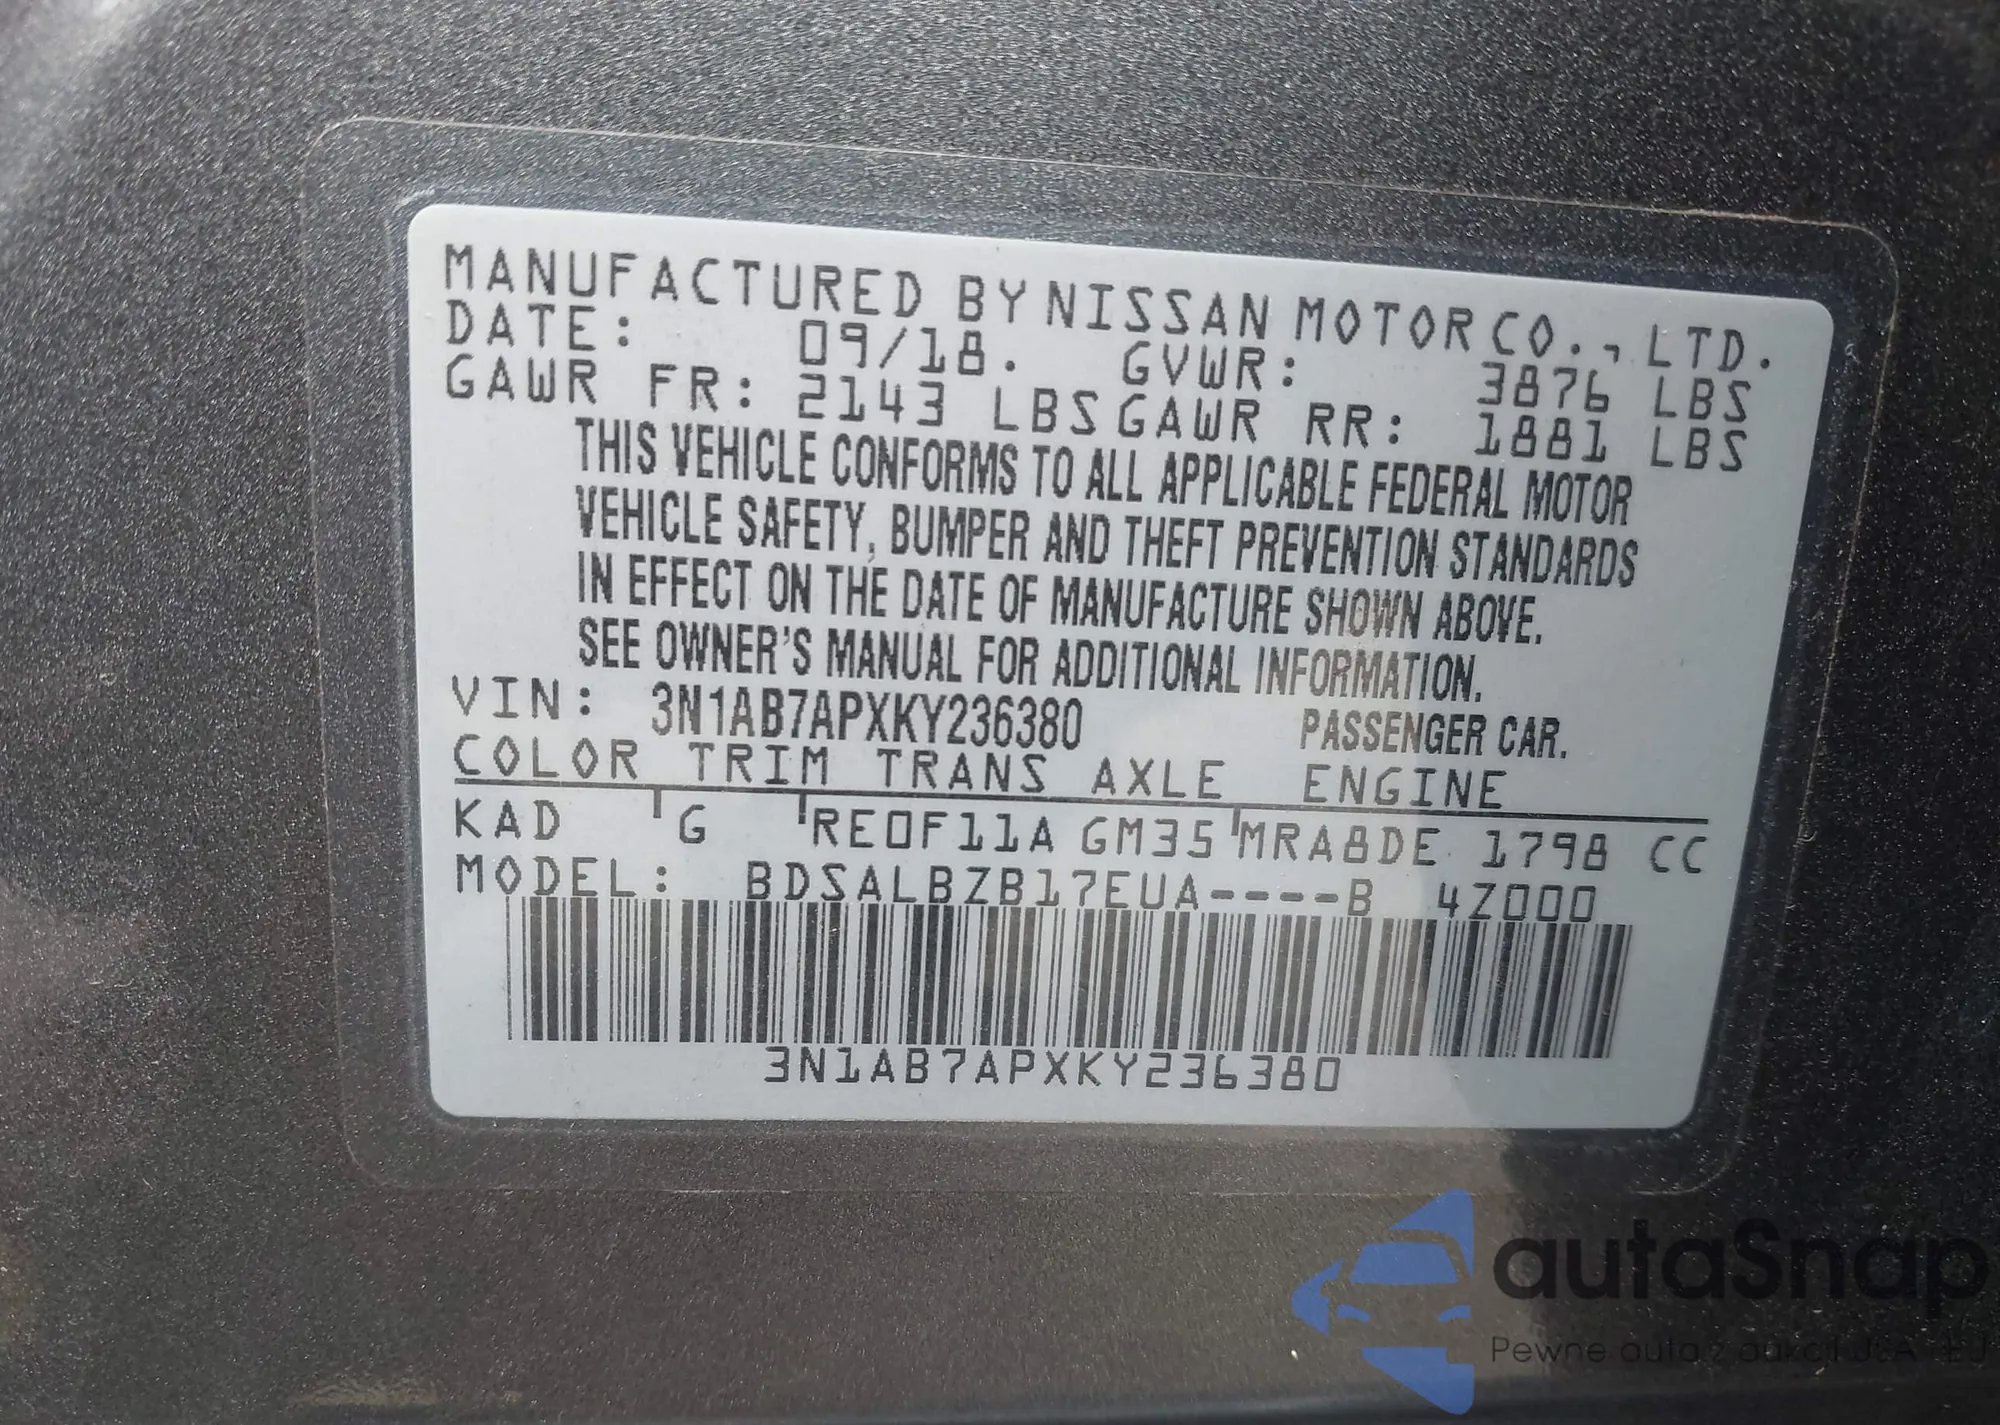 MANUFACTURED BY NISSAN MOTOR CO., LTD.
DATE: 09/18. GVWR: 3876 LBS
GAWR FR: 2143 LBS GAWR RR: 1881 LBS
THIS VEHICLE CONFORMS TO ALL APPLICABLE FEDERAL MOTOR
VEHICLE SAFETY, BUMPER AND THEFT PREVENTION STANDARDS
IN EFFECT ON THE DATE OF MANUFACTURE SHOWN ABOVE.
SEE OWNER'S MANUAL FOR ADDITIONAL INFORMATION.
VIN: 3N1AB7APXKY236380 PASSENGER CAR.
COLOR TRIM TRANS AXLE ENGINE
KAD G RE0F11A GM35 MRA8DE 1798 CC
MODEL: BDSALBZB17EUA----B 4Z000
3N1AB7APXKY236380
autaSnap
Pewne auta z aukcji